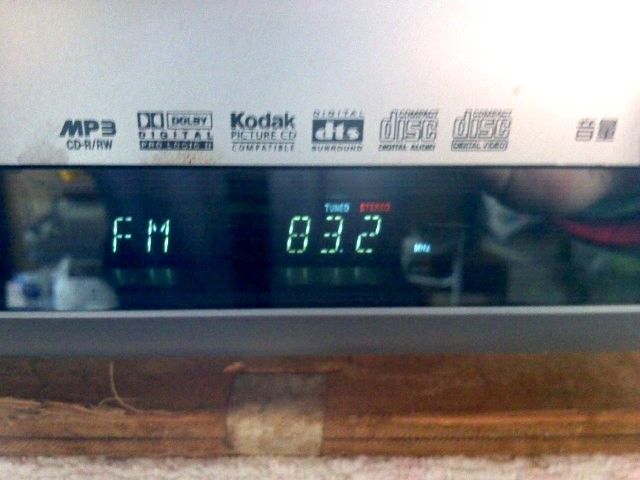 MP3
CD-R/RW
DOLBY
DIGITAL
PRO LOGIC II
Kodak
PICTURE CD
COMPATIBLE
DIGITAL
dts
SURROUND
COMPACT
disc
DIGITAL AUDIO
COMPACT
disc
DIGITAL VIDEO
音量
TUNED STEREO
FM 83.2 MHz